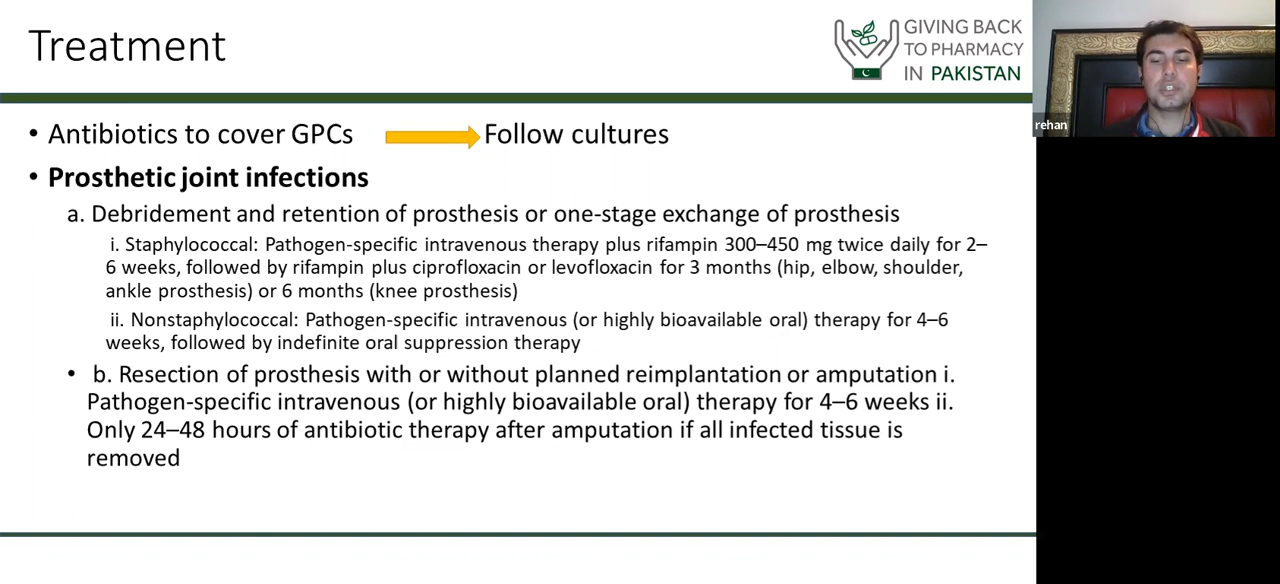 Treatment
GIVING BACK
TO PHARMACY
IN PAKISTAN
rehan
• Antibiotics to cover GPCs Follow cultures
• Prosthetic joint infections
a. Debridement and retention of prosthesis or one-stage exchange of prosthesis
i. Staphylococcal: Pathogen-specific intravenous therapy plus rifampin 300–450 mg twice daily for 2–
6 weeks, followed by rifampin plus ciprofloxacin or levofloxacin for 3 months (hip, elbow, shoulder,
ankle prosthesis) or 6 months (knee prosthesis)
ii. Nonstaphylococcal: Pathogen-specific intravenous (or highly bioavailable oral) therapy for 4–6
weeks, followed by indefinite oral suppression therapy
• b. Resection of prosthesis with or without planned reimplantation or amputation i.
Pathogen-specific intravenous (or highly bioavailable oral) therapy for 4–6 weeks ii.
Only 24–48 hours of antibiotic therapy after amputation if all infected tissue is
removed